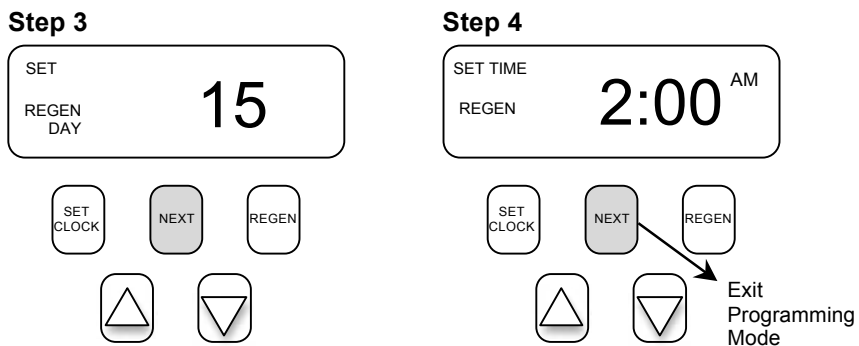 Step 3
SET
REGEN
DAY
15
SET
CLOCK
NEXT
REGEN
Step 4
SET TIME
REGEN
2:00 AM
SET
CLOCK
NEXT
REGEN
Exit
Programming
Mode